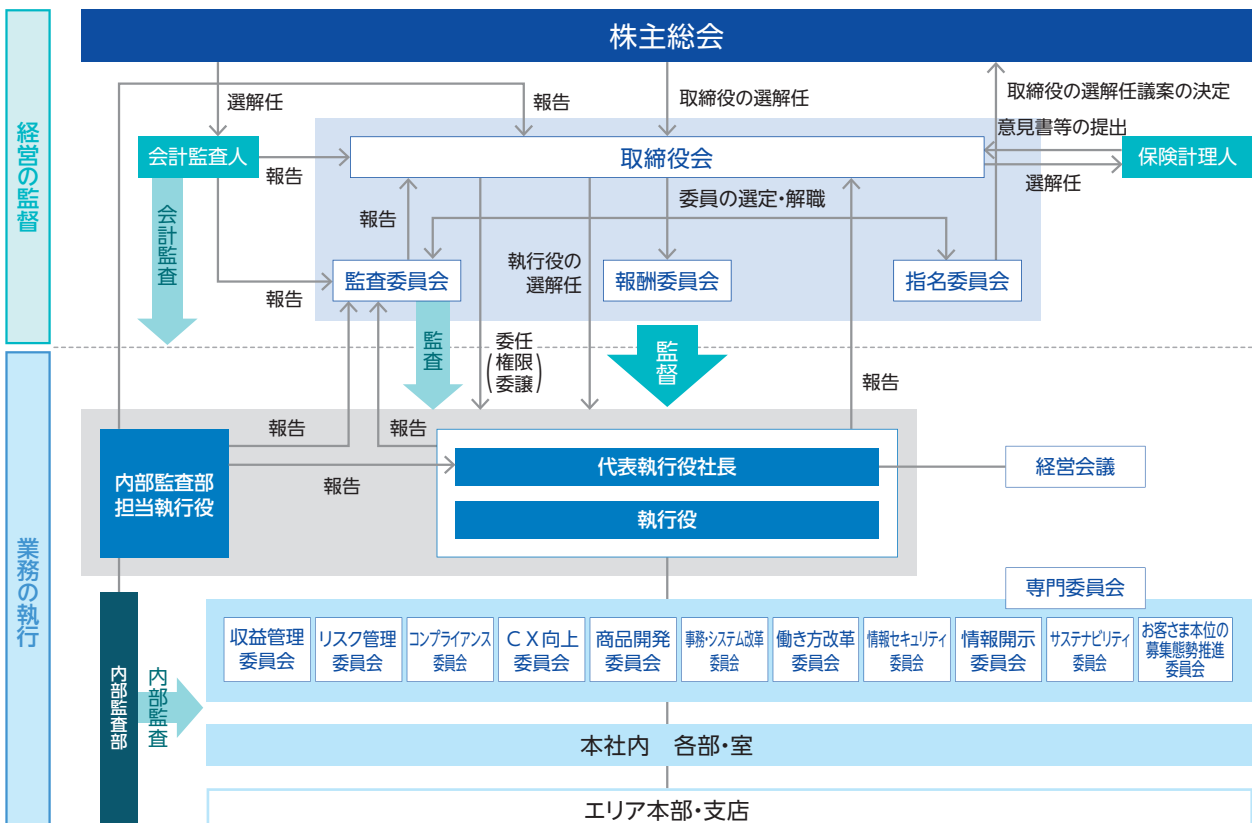 株主総会
経営の監督
選解任
報告
取締役の選解任
取締役の選解任議案の決定
意見書等の提出
会計監査人
報告
取締役会
保険計理人
選解任
会計監査
報告
委員の選定・解職
監査委員会
報告
執行役の
選解任
報酬委員会
指名委員会
監査
委任
(権限
委譲)
監督
報告
業務の執行
報告
報告
内部監査部
担当執行役
報告
代表執行役社長
執行役
経営会議
専門委員会
収益管理
委員会
リスク管理
委員会
コンプライアンス
委員会
CX向上
委員会
商品開発
委員会
事務・システム改革
委員会
働き方改革
委員会
情報セキュリティ
委員会
情報開示
委員会
サステナビリティ
委員会
お客さま本位の
募集態勢推進
委員会
内部監査部
内部監査
本社内 各部・室
エリア本部・支店